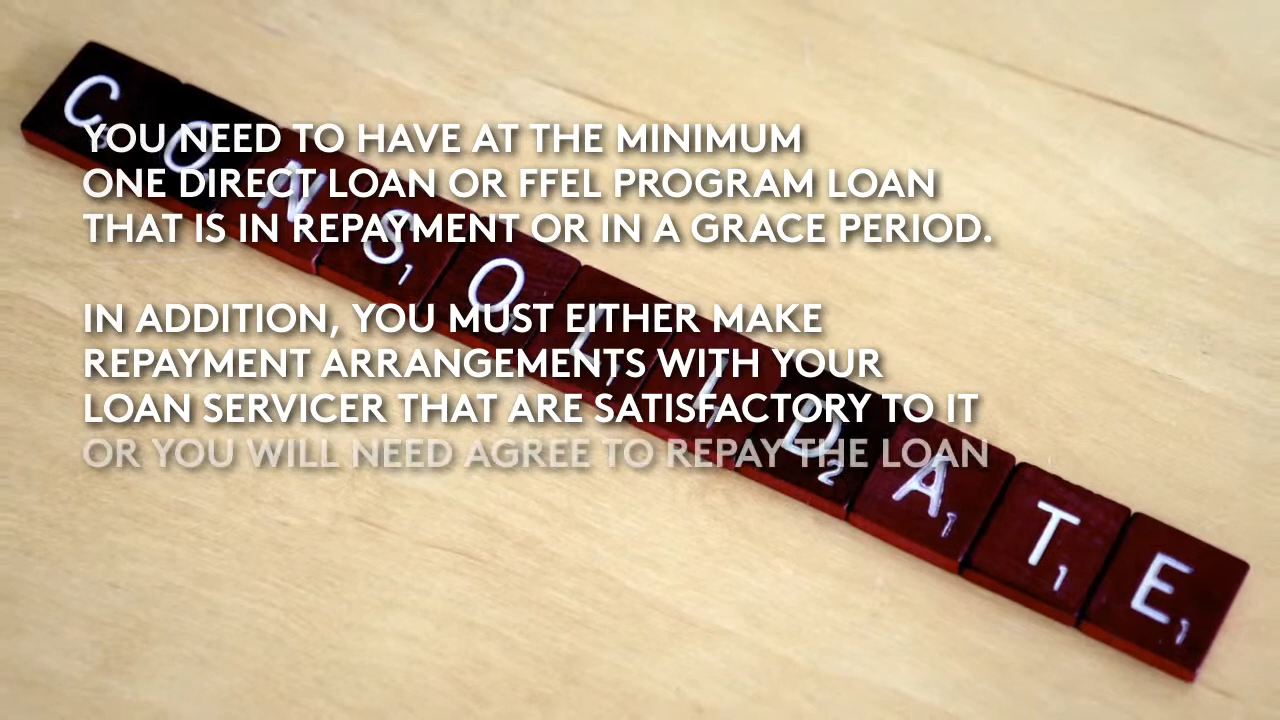 YOU NEED TO HAVE AT THE MINIMUM
ONE DIRECT LOAN OR FFEL PROGRAM LOAN
THAT IS IN REPAYMENT OR IN A GRACE PERIOD.
IN ADDITION, YOU MUST EITHER MAKE
REPAYMENT ARRANGEMENTS WITH YOUR
LOAN SERVICER THAT ARE SATISFACTORY TO IT
OR YOU WILL NEED AGREE TO REPAY THE LOAN
CONSOLIDATE